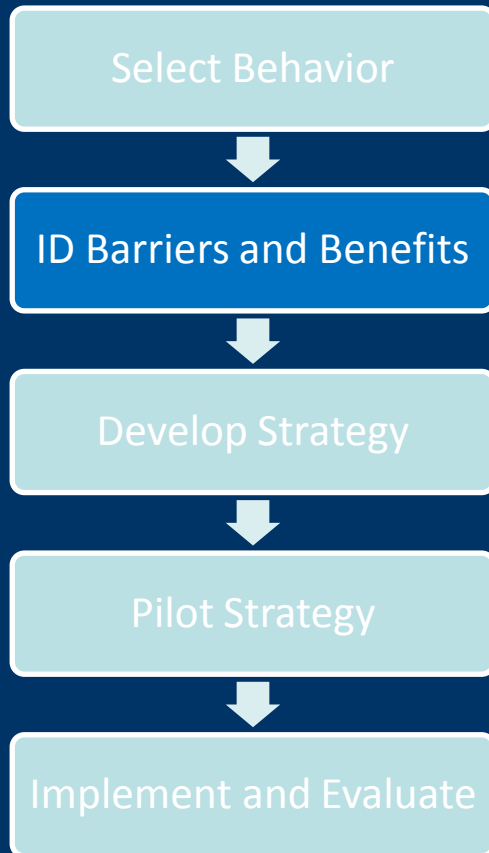 Select Behavior
ID Barriers and Benefits
Develop Strategy
Pilot Strategy
Implement and Evaluate